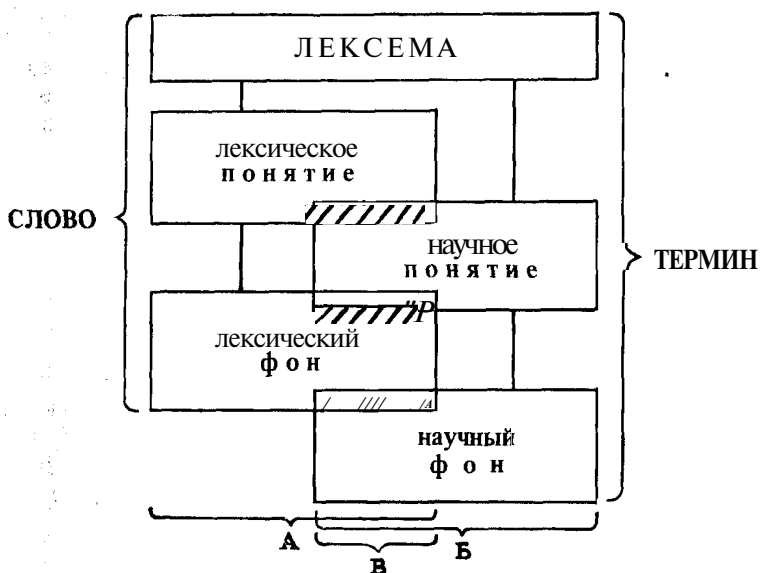 ЛЕКСЕМА
лексическое
понятие
СЛОВО
научное
понятие
ТЕРМИН
лексический
фон
научный
фон
А
Б
В